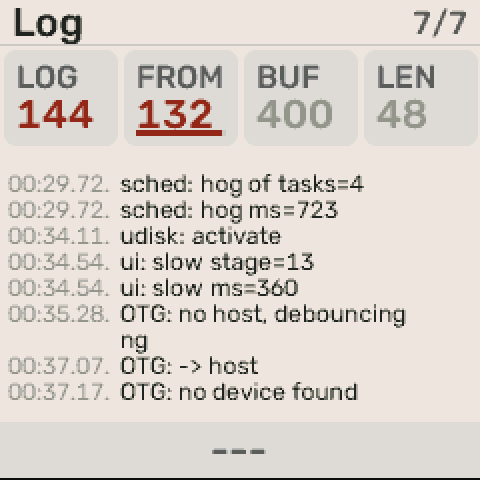 Log 7/7
LOG FROM BUF LEN
144 132 400 48
00:29.72. sched: hog of tasks=4
00:29.72. sched: hog ms=723
00:34.11. udisk: activate
00:34.54. ui: slow stage=13
00:34.54. ui: slow ms=360
00:35.28. OTG: no host, debouncing
ng
00:37.07. OTG: -> host
00:37.17. OTG: no device found
---